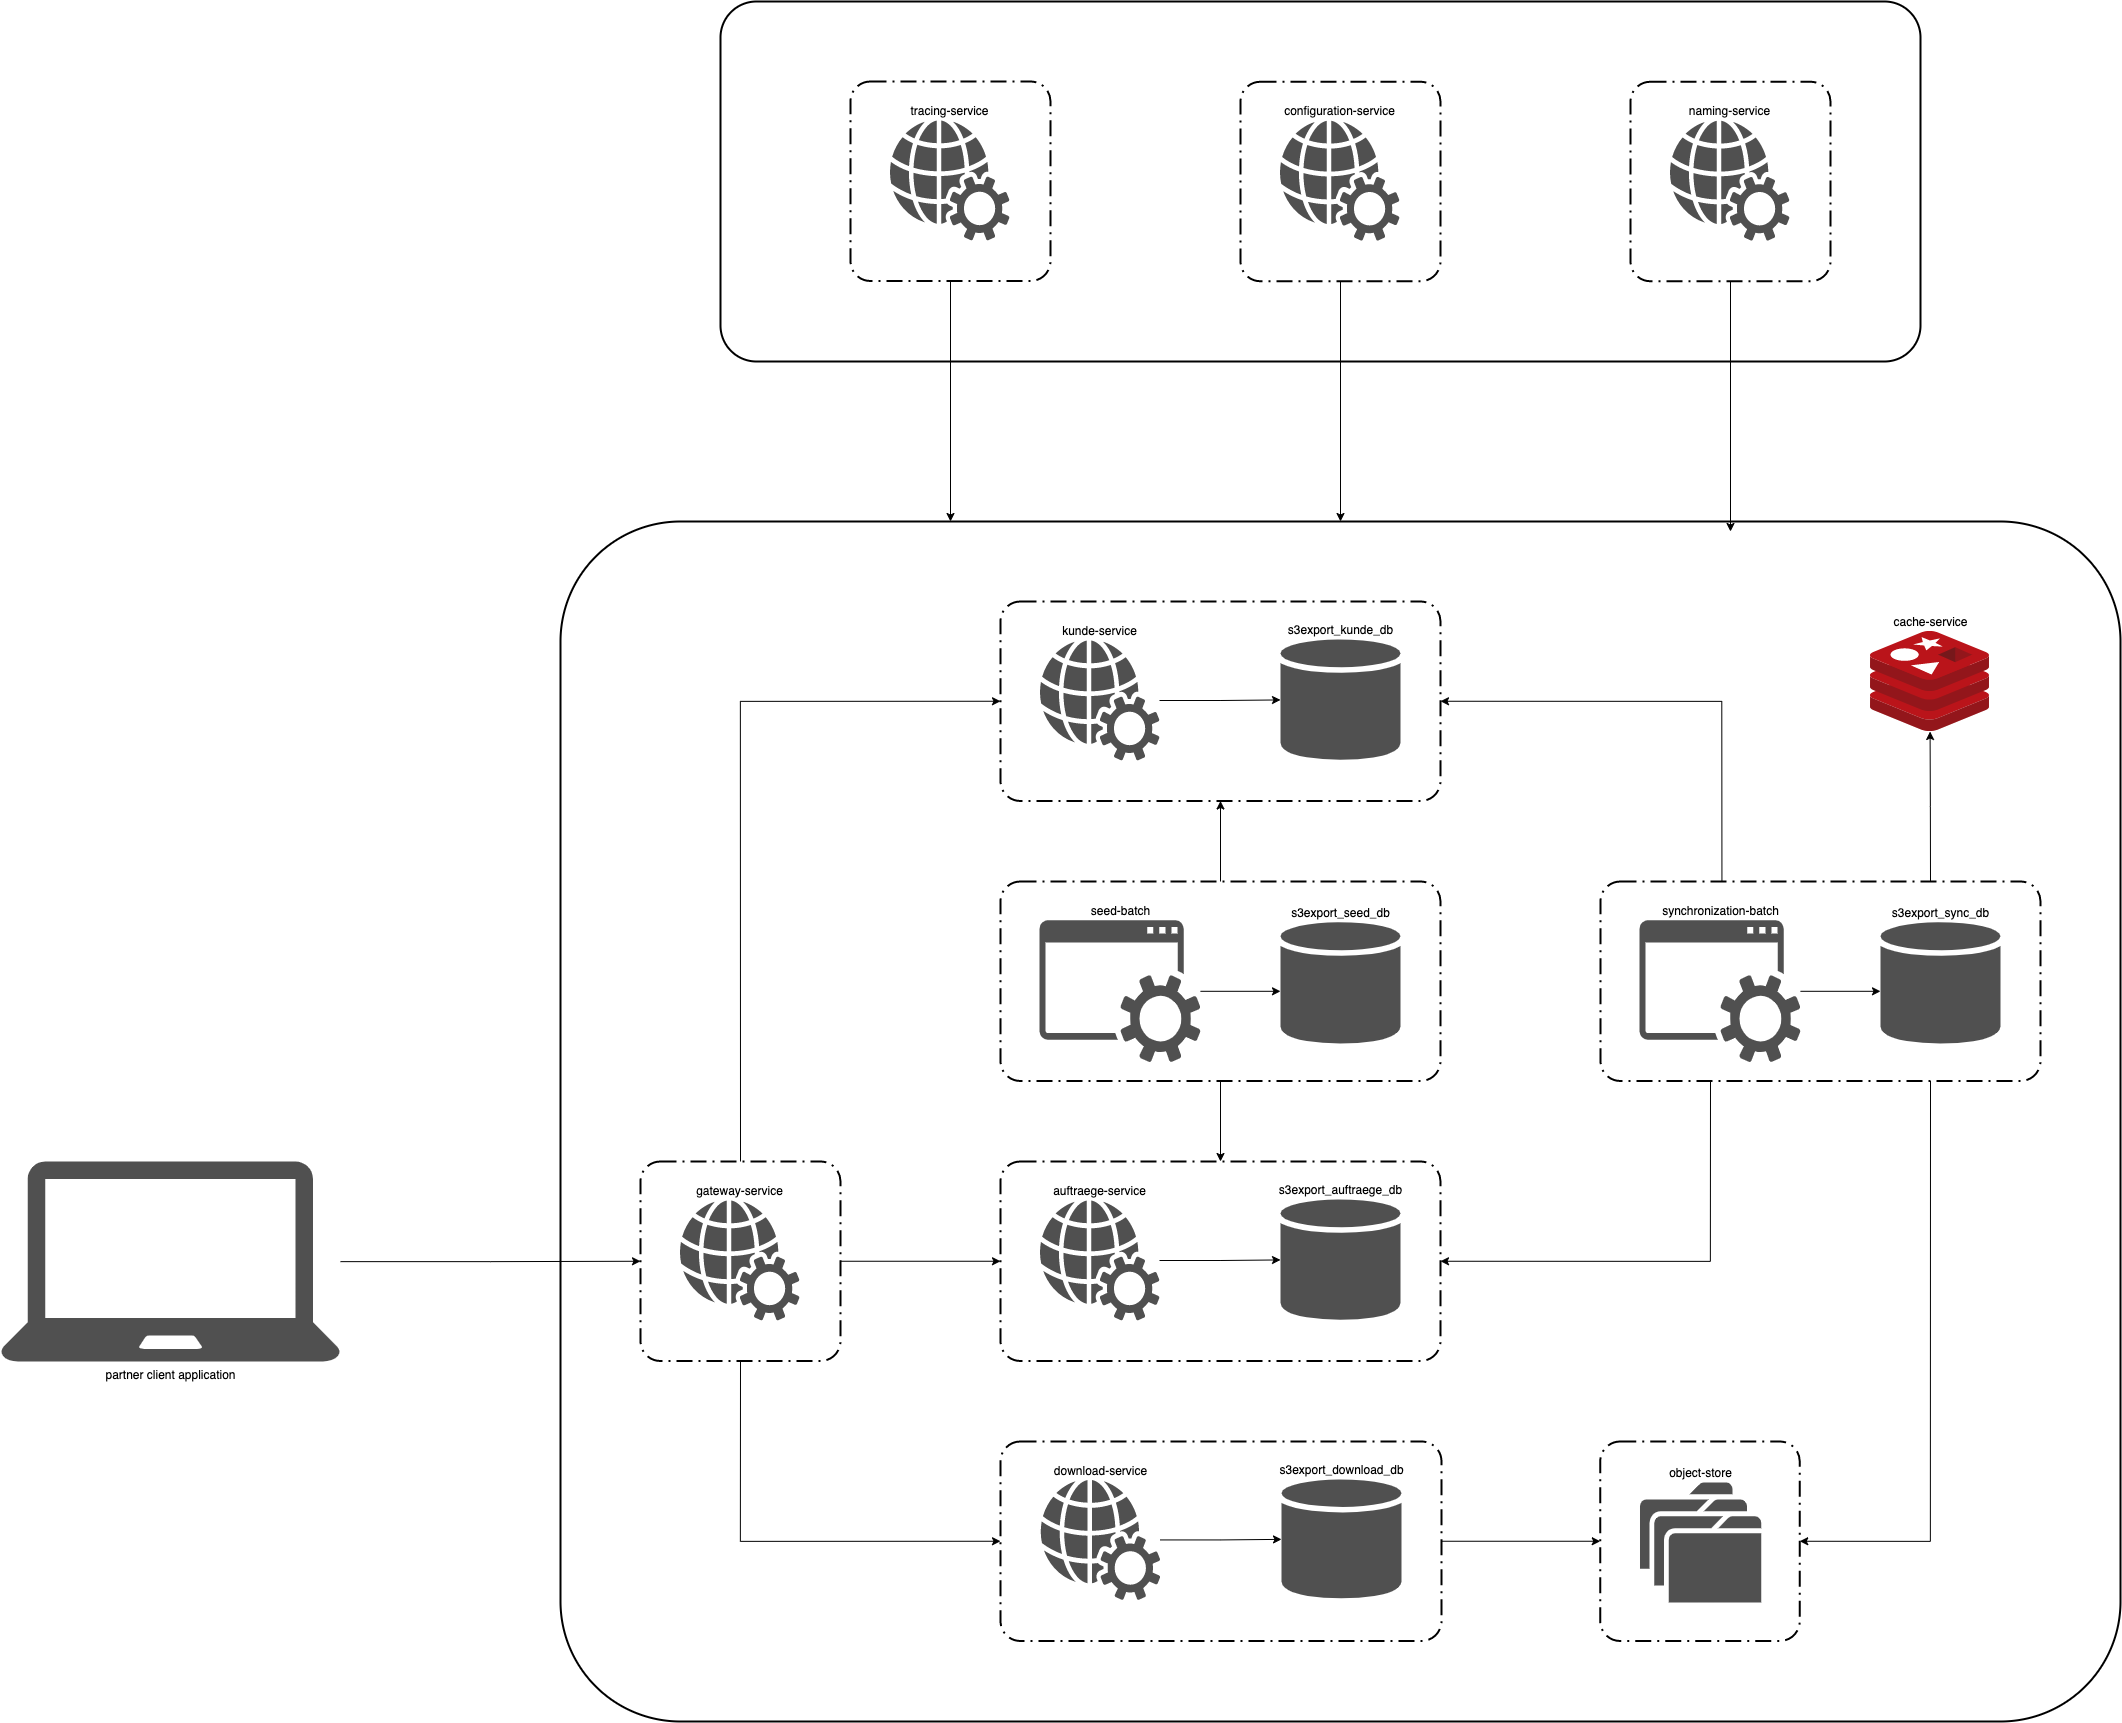 tracing-service
configuration-service
naming-service
kunde-service
s3export_kunde_db
cache-service
seed-batch
s3export_seed_db
synchronization-batch
s3export_sync_db
gateway-service
auftraege-service
s3export_auftraege_db
partner client application
download-service
s3export_download_db
object-store